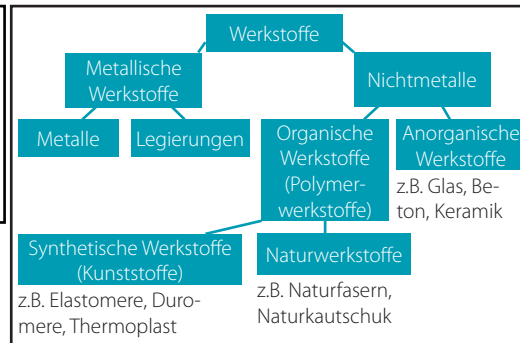 Werkstoffe
Metallische
Werkstoffe
Nichtmetalle
Metalle
Legierungen
Organische
Werkstoffe
(Polymer-
werkstoffe)
Anorganische
Werkstoffe
z.B. Glas, Be-
ton, Keramik
Synthetische Werkstoffe
(Kunststoffe)
z.B. Elastomere, Duro-
mere, Thermoplast
Naturwerkstoffe
z.B. Naturfasern,
Naturkautschuk